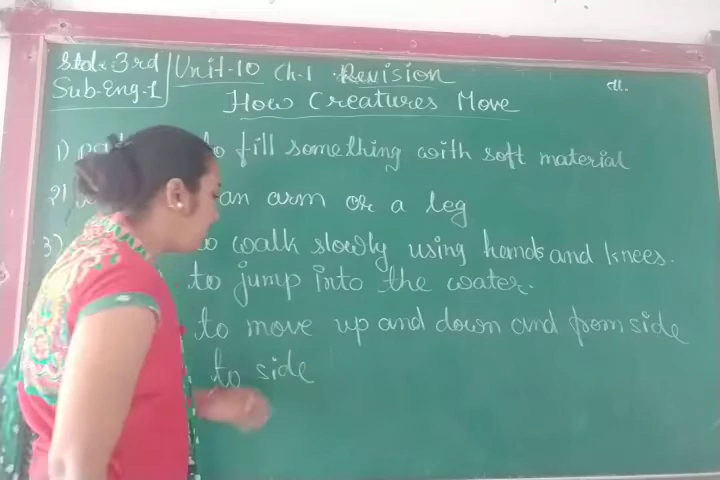 Std: 3rd
Sub-Eng-1
Unit-10 Ch.1 Revision
How Creatures Move
1) to fill something with soft material
2) an arm or a leg
3) to walk slowly using hands and knees.
to jump into the water.
to move up and down and from side
to side